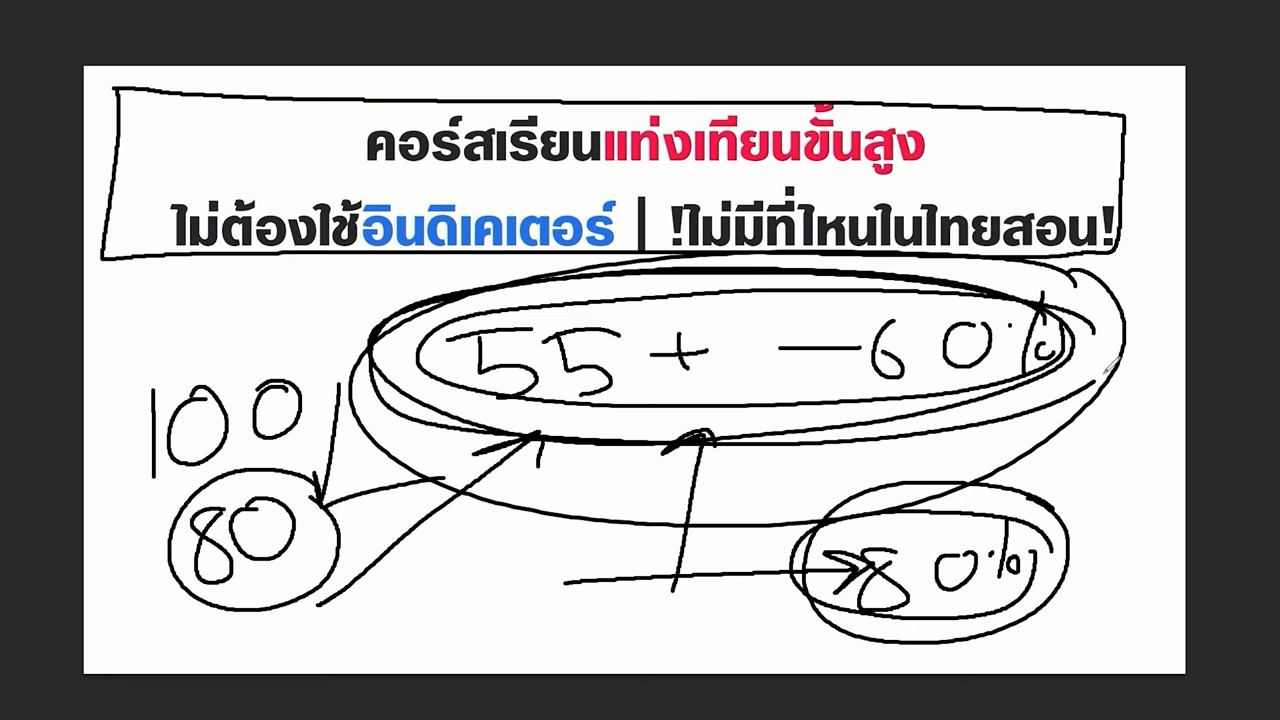 คอร์สเรียนแท่งเทียนขั้นสูง
ไม่ต้องใช้อินดิเคเตอร์ | !ไม่มีที่ไหนในไทยสอน!
55 + — 60%
100
80
80%